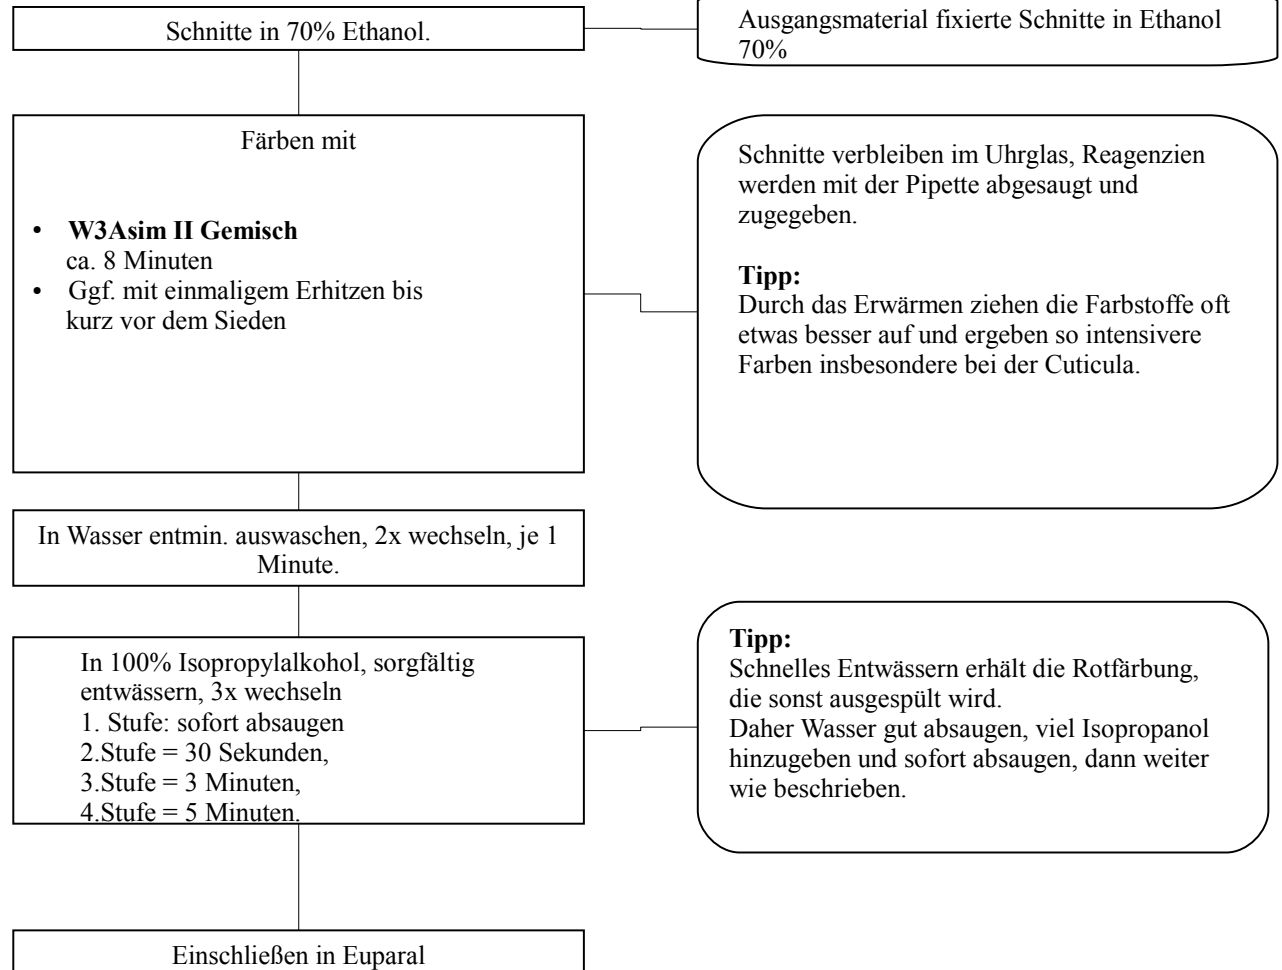 Schnitte in 70% Ethanol.
Ausgangsmaterial fixierte Schnitte in Ethanol
70%
Färben mit
• W3Asim II Gemisch
ca. 8 Minuten
• Ggf. mit einmaligem Erhitzen bis
kurz vor dem Sieden
Schnitte verbleiben im Uhrglas, Reagenzien
werden mit der Pipette abgesaugt und
zugegeben.
Tipp:
Durch das Erwärmen ziehen die Farbstoffe oft
etwas besser auf und ergeben so intensivere
Farben insbesondere bei der Cuticula.
In Wasser entmin. auswaschen, 2x wechseln, je 1
Minute.
In 100% Isopropylalkohol, sorgfältig
entwässern, 3x wechseln
1. Stufe: sofort absaugen
2.Stufe = 30 Sekunden,
3.Stufe = 3 Minuten,
4.Stufe = 5 Minuten.
Tipp:
Schnelles Entwässern erhält die Rotfärbung,
die sonst ausgespült wird.
Daher Wasser gut absaugen, viel Isopropanol
hinzugeben und sofort absaugen, dann weiter
wie beschrieben.
Einschließen in Euparal